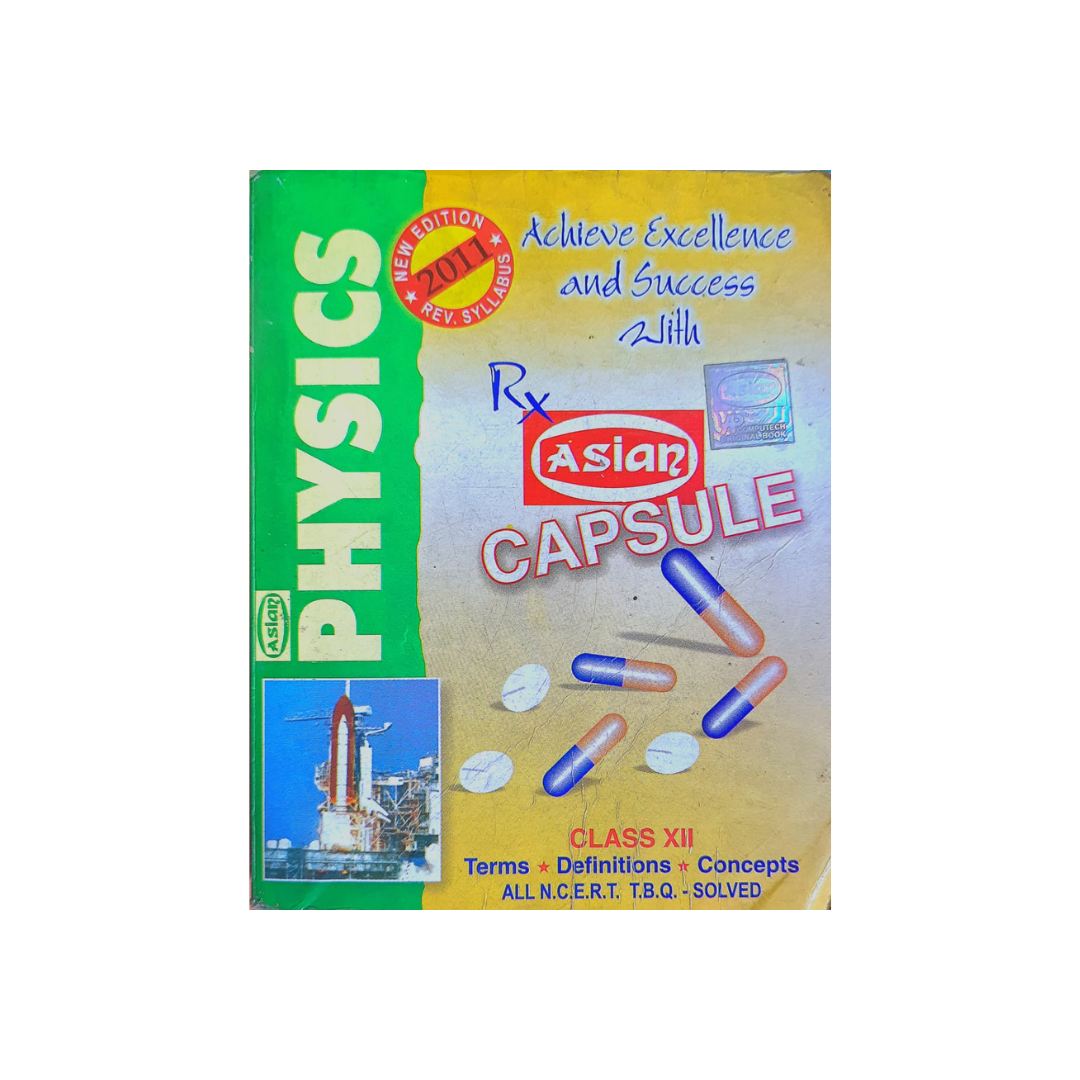 PHYSICS
NEW EDITION
2011
REV. SYLLABUS
Achieve Excellence
and Success
With
Rx
Asian
CAPSULE
Asian
CLASS XII
Terms ★ Definitions ★ Concepts
ALL N.C.E.R.T. T.B.Q. - SOLVED